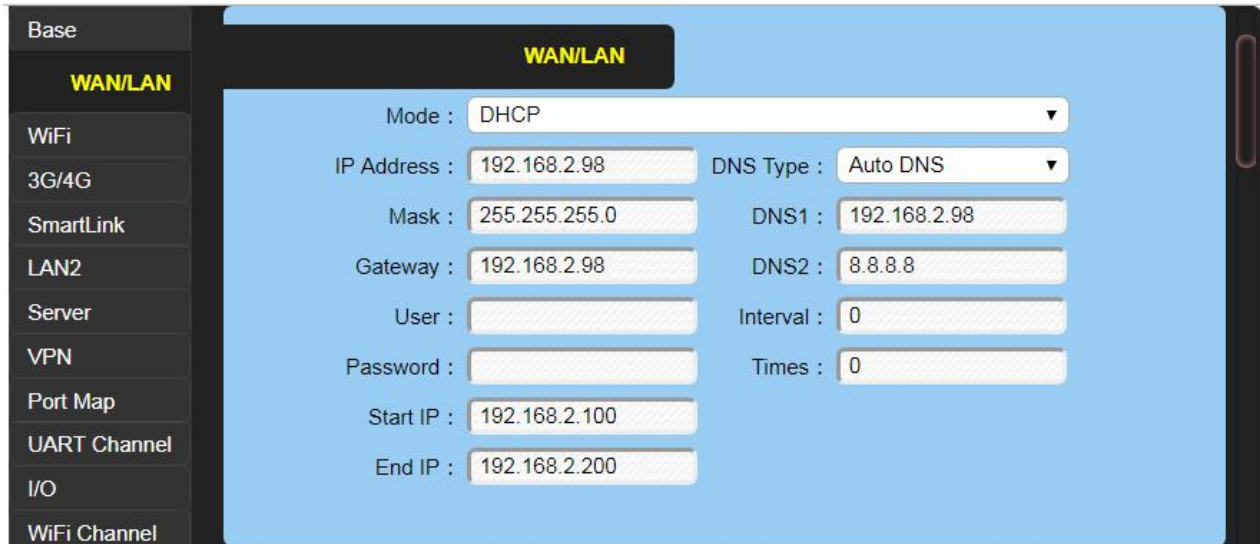 Base
WAN/LAN
WiFi
3G/4G
SmartLink
LAN2
Server
VPN
Port Map
UART Channel
I/O
WiFi Channel
WAN/LAN
Mode : DHCP
IP Address : 192.168.2.98 DNS Type : Auto DNS
Mask : 255.255.255.0 DNS1 : 192.168.2.98
Gateway : 192.168.2.98 DNS2 : 8.8.8.8
User : Interval : 0
Password : Times : 0
Start IP : 192.168.2.100
End IP : 192.168.2.200